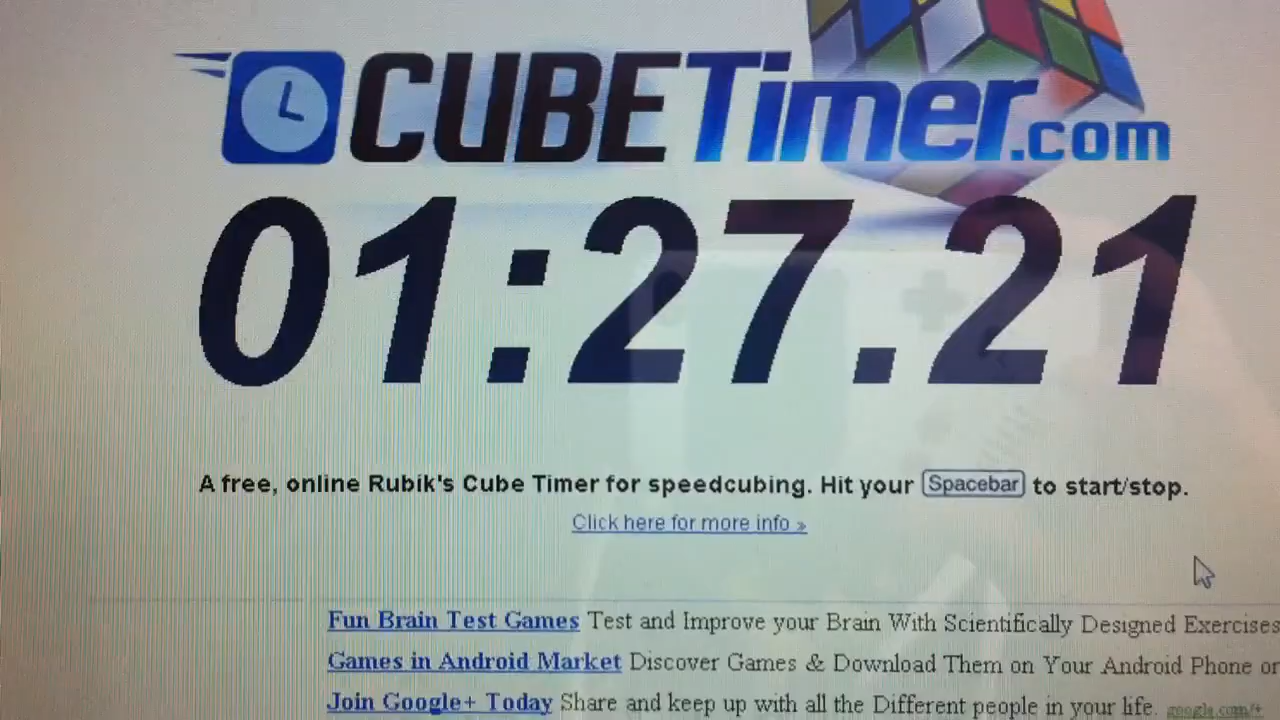 CUBETimer.com
01:27.21
A free, online Rubik's Cube Timer for speedcubing. Hit your Spacebar to start/stop.
Click here for more info »
Fun Brain Test Games Test and Improve your Brain With Scientifically Designed Exercises
Games in Android Market Discover Games & Download Them on Your Android Phone or
Join Google+ Today Share and keep up with all the Different people in your life. google.com/+